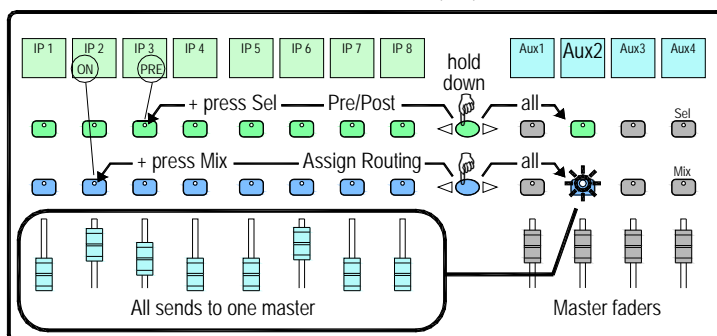 IP 1 IP 2 IP 3 IP 4 IP 5 IP 6 IP 7 IP 8 Aux1 Aux2 Aux3 Aux4
ON PRE
hold
down
+ press Sel Pre/Post all
Sel
+ press Mix Assign Routing all
Mix
All sends to one master Master faders